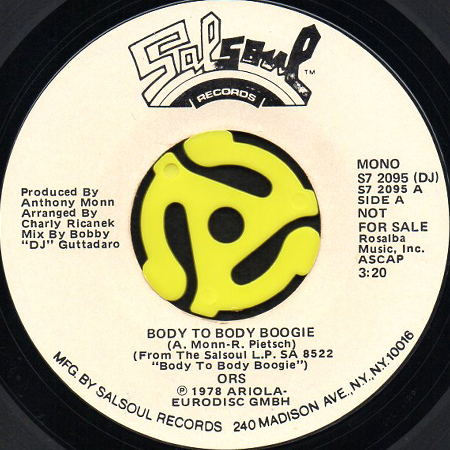 Salsoul
TM
RECORDS
MONO
S7 2095 (DJ)
S7 2095 A
SIDE A
NOT
FOR SALE
Rosalba
Music, Inc.
ASCAP
3:20
Produced By
Anthony Monn
Arranged By
Charly Ricanek
Mix By Bobby
"DJ" Guttadaro
BODY TO BODY BOOGIE
(A. Monn-R. Pietsch)
(From The Salsoul L.P. SA 8522
"Body To Body Boogie")
ORS
℗ 1978 ARIOLA-
EURODISC GMBH
MFG. BY SALSOUL RECORDS 240 MADISON AVE., N.Y., N.Y. 10016